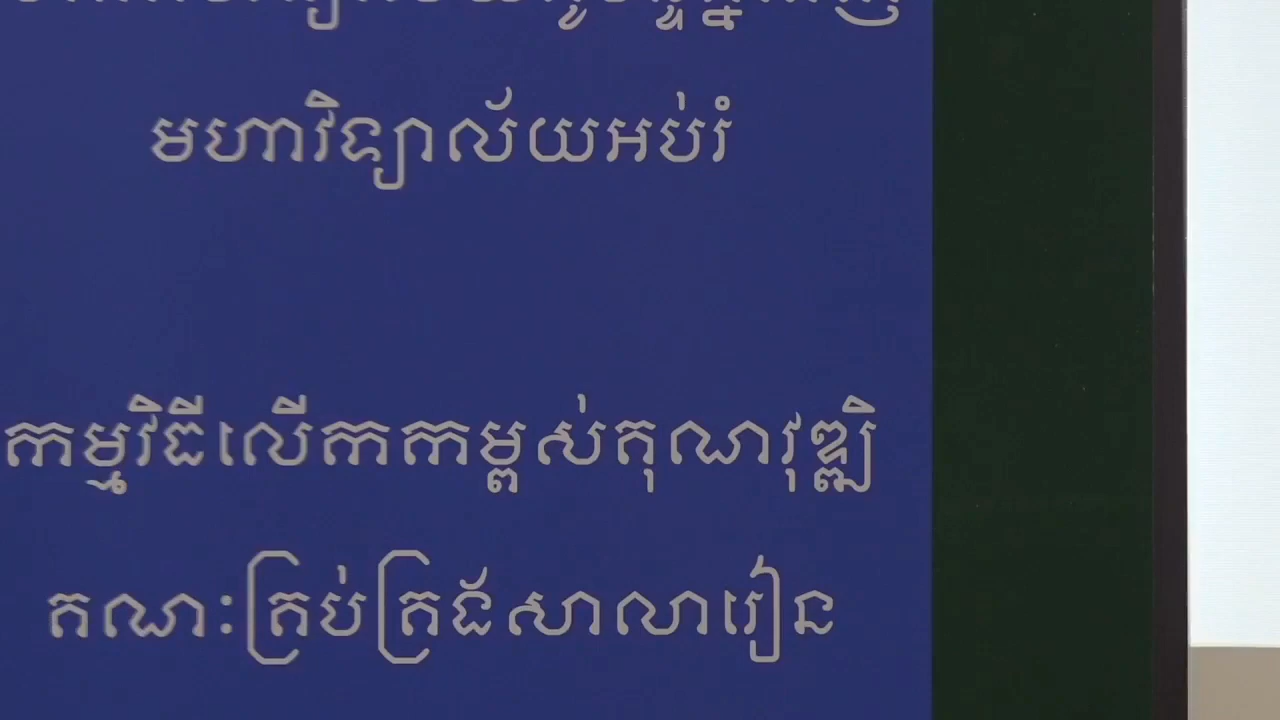 មហាវិទ្យាល័យអប់រំ
កម្មវិធីលើកកម្ពស់គុណវុឌ្ឍិ
គណៈគ្រប់គ្រងសាលារៀន